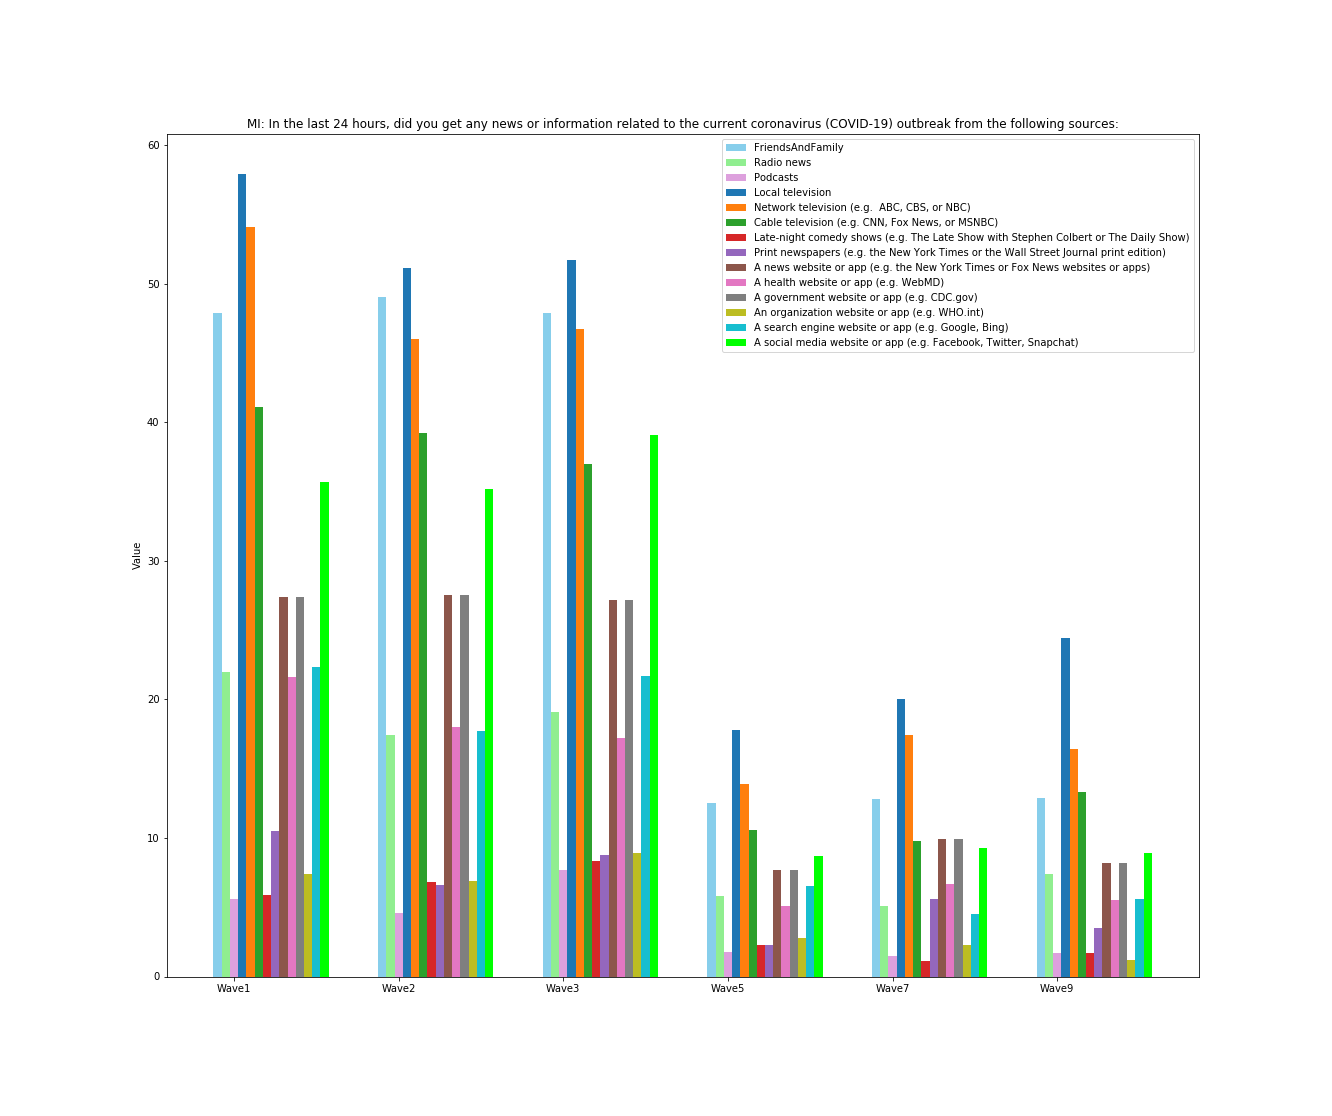 MI: In the last 24 hours, did you get any news or information related to the current coronavirus (COVID-19) outbreak from the following sources:
60
50
40
30
20
10
0
Value
FriendsAndFamily
Radio news
Podcasts
Local television
Network television (e.g.  ABC, CBS, or NBC)
Cable television (e.g. CNN, Fox News, or MSNBC)
Late-night comedy shows (e.g. The Late Show with Stephen Colbert or The Daily Show)
Print newspapers (e.g. the New York Times or the Wall Street Journal print edition)
A news website or app (e.g. the New York Times or Fox News websites or apps)
A health website or app (e.g. WebMD)
A government website or app (e.g. CDC.gov)
An organization website or app (e.g. WHO.int)
A search engine website or app (e.g. Google, Bing)
A social media website or app (e.g. Facebook, Twitter, Snapchat)
Wave1 Wave2 Wave3 Wave5 Wave7 Wave9